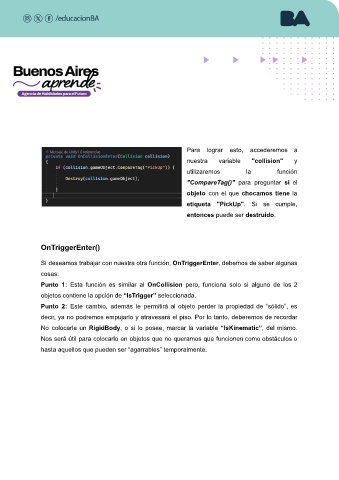 /educacionBA
BA
Buenos Aires
aprende
Agencia de Habilidades para el Futuro
private void OnCollisionEnter(Collision collision)
{
if (collision.gameObject.CompareTag("PickUp")) {
Destroy(collision.gameObject);
}
}
Para lograr esto, accederemos a
nuestra variable "collision" y
utilizaremos la función
"CompareTag()" para preguntar si el
objeto con el que chocamos tiene la
etiqueta "PickUp". Si se cumple,
entonces puede ser destruido.
OnTriggerEnter()
Si deseamos trabajar con nuestra otra función, OnTriggerEnter, debemos de saber algunas
cosas:
Punto 1: Esta función es similar al OnCollision pero, funciona solo si alguno de los 2
objetos contiene la opción de "IsTrigger" seleccionada.
Punto 2: Este cambio, además le permitirá al objeto perder la propiedad de "sólido", es
decir, ya no podremos empujarlo y atravesará el piso. Por lo tanto, deberemos de recordar
No colocarle un RigidBody, o si lo posee, marcar la variable "IsKinematic", del mismo.
Nos será útil para colocarlo en objetos que no queramos que funcionen como obstáculos o
hasta aquellos que pueden ser "agarrables" temporalmente.